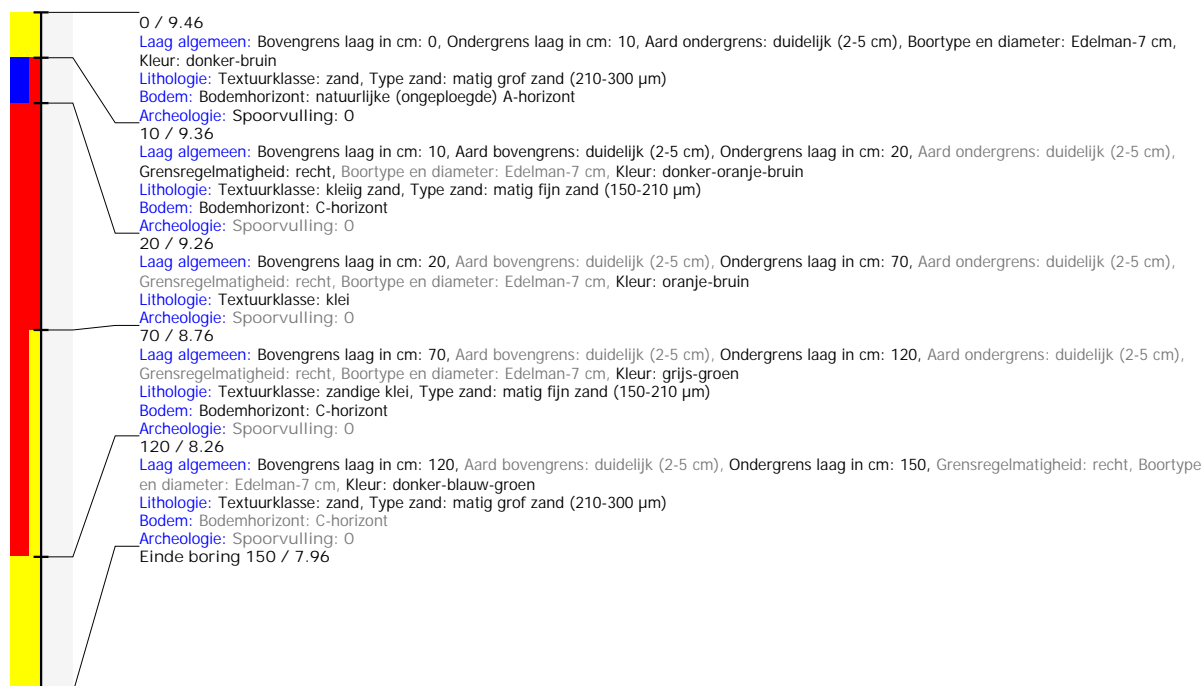 0 / 9.46
Laag algemeen: Bovengrens laag in cm: 0, Ondergrens laag in cm: 10, Aard ondergrens: duidelijk (2-5 cm), Boortype en diameter: Edelman-7 cm,
Kleur: donker-bruin
Lithologie: Textuurklasse: zand, Type zand: matig grof zand (210-300 µm)
Bodem: Bodemhorizont: natuurlijke (ongeploegde) A-horizont
Archeologie: Spoorvulling: 0
10 / 9.36
Laag algemeen: Bovengrens laag in cm: 10, Aard bovengrens: duidelijk (2-5 cm), Ondergrens laag in cm: 20, Aard ondergrens: duidelijk (2-5 cm),
Grensregelmatigheid: recht, Boortype en diameter: Edelman-7 cm, Kleur: donker-oranje-bruin
Lithologie: Textuurklasse: kleiig zand, Type zand: matig fijn zand (150-210 µm)
Bodem: Bodemhorizont: C-horizont
Archeologie: Spoorvulling: 0
20 / 9.26
Laag algemeen: Bovengrens laag in cm: 20, Aard bovengrens: duidelijk (2-5 cm), Ondergrens laag in cm: 70, Aard ondergrens: duidelijk (2-5 cm),
Grensregelmatigheid: recht, Boortype en diameter: Edelman-7 cm, Kleur: oranje-bruin
Lithologie: Textuurklasse: klei
Archeologie: Spoorvulling: 0
70 / 8.76
Laag algemeen: Bovengrens laag in cm: 70, Aard bovengrens: duidelijk (2-5 cm), Ondergrens laag in cm: 120, Aard ondergrens: duidelijk (2-5 cm),
Grensregelmatigheid: recht, Boortype en diameter: Edelman-7 cm, Kleur: grijs-groen
Lithologie: Textuurklasse: zandige klei, Type zand: matig fijn zand (150-210 µm)
Bodem: Bodemhorizont: C-horizont
Archeologie: Spoorvulling: 0
120 / 8.26
Laag algemeen: Bovengrens laag in cm: 120, Aard bovengrens: duidelijk (2-5 cm), Ondergrens laag in cm: 150, Grensregelmatigheid: recht, Boortype
en diameter: Edelman-7 cm, Kleur: donker-blauw-groen
Lithologie: Textuurklasse: zand, Type zand: matig grof zand (210-300 µm)
Bodem: Bodemhorizont: C-horizont
Archeologie: Spoorvulling: 0
Einde boring 150 / 7.96